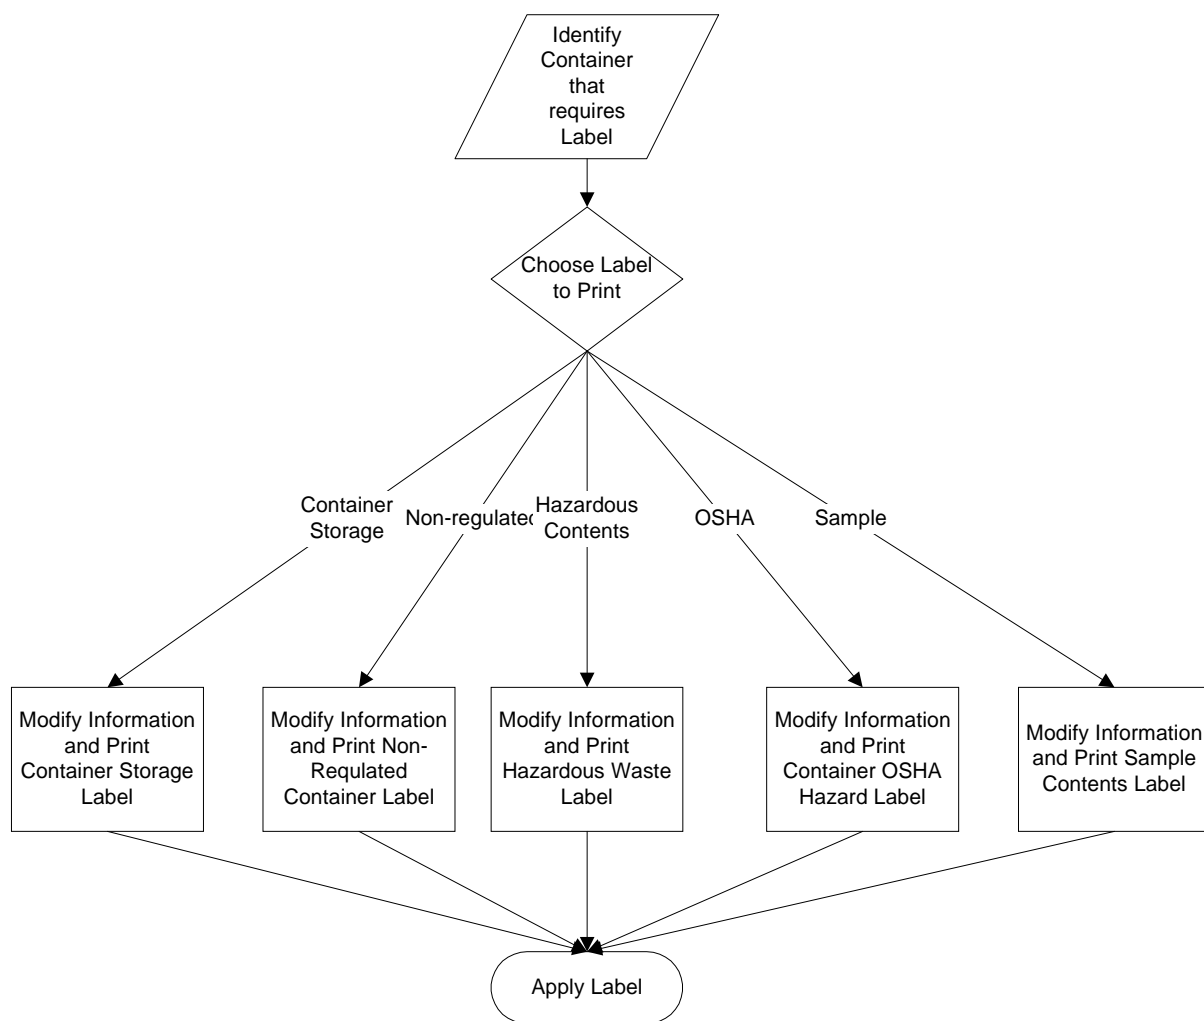 Identify
Container
that
requires
Label
Choose Label
to Print
Container
Storage
Non-regulated
Hazardous
Contents
OSHA
Sample
Modify Information
and Print
Container Storage
Label
Modify Information
and Print Non-
Requlated
Container Label
Modify Information
and Print
Hazardous Waste
Label
Modify Information
and Print
Container OSHA
Hazard Label
Modify Information
and Print Sample
Contents Label
Apply Label